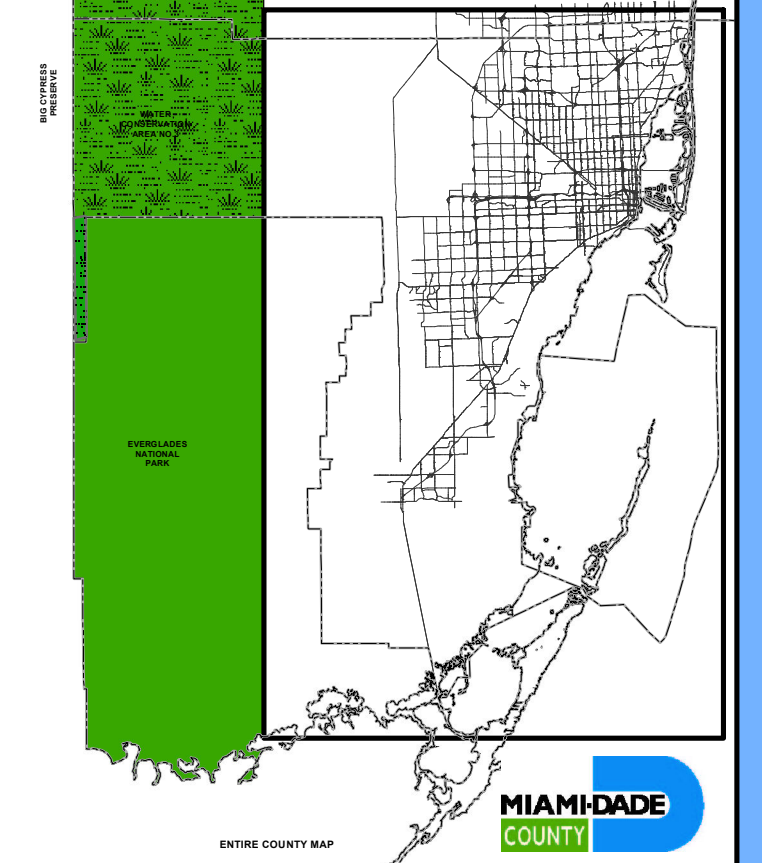 BIG CYPRESS
PRESERVE
WATER
CONSERVATION
AREA NO.3
EVERGLADES
NATIONAL
PARK
MIAMI-DADE
COUNTY
ENTIRE COUNTY MAP